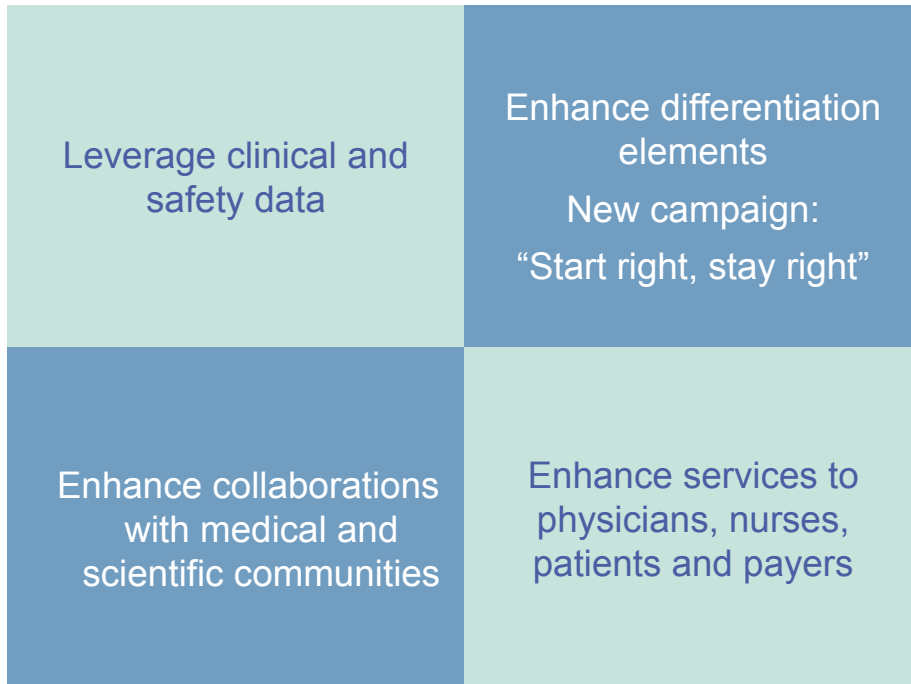 Leverage clinical and
safety data
Enhance differentiation
elements
New campaign:
“Start right, stay right”
Enhance collaborations
with medical and
scientific communities
Enhance services to
physicians, nurses,
patients and payers